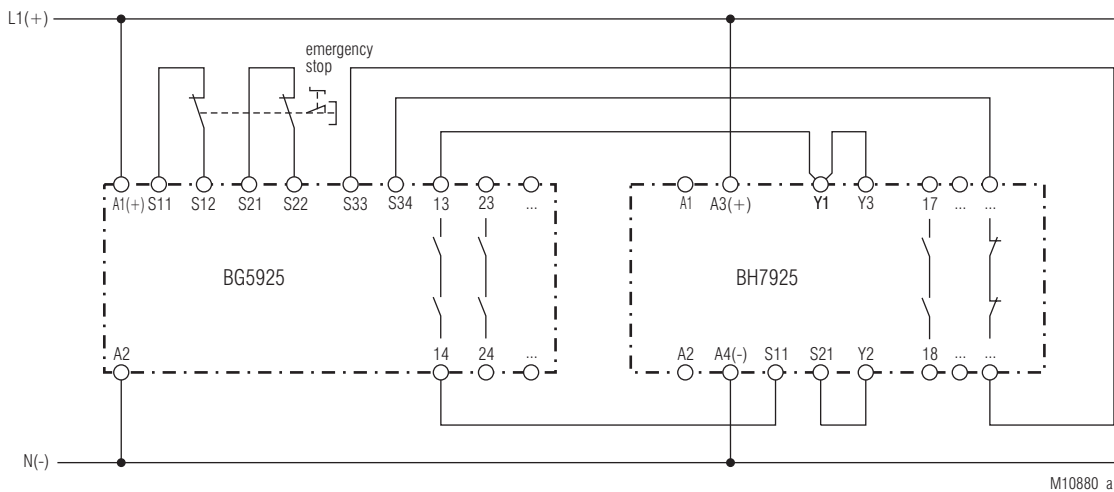 L1(+)
emergency
stop
A1(+) S11 S12 S21 S22 S33 S34 13 23 ...
A1 A3(+) Y1 Y3 17 ... ...
BG5925
BH7925
A2 14 24 ...
A2 A4(-) S11 S21 Y2 18 ... ...
N(-)
M10880_a